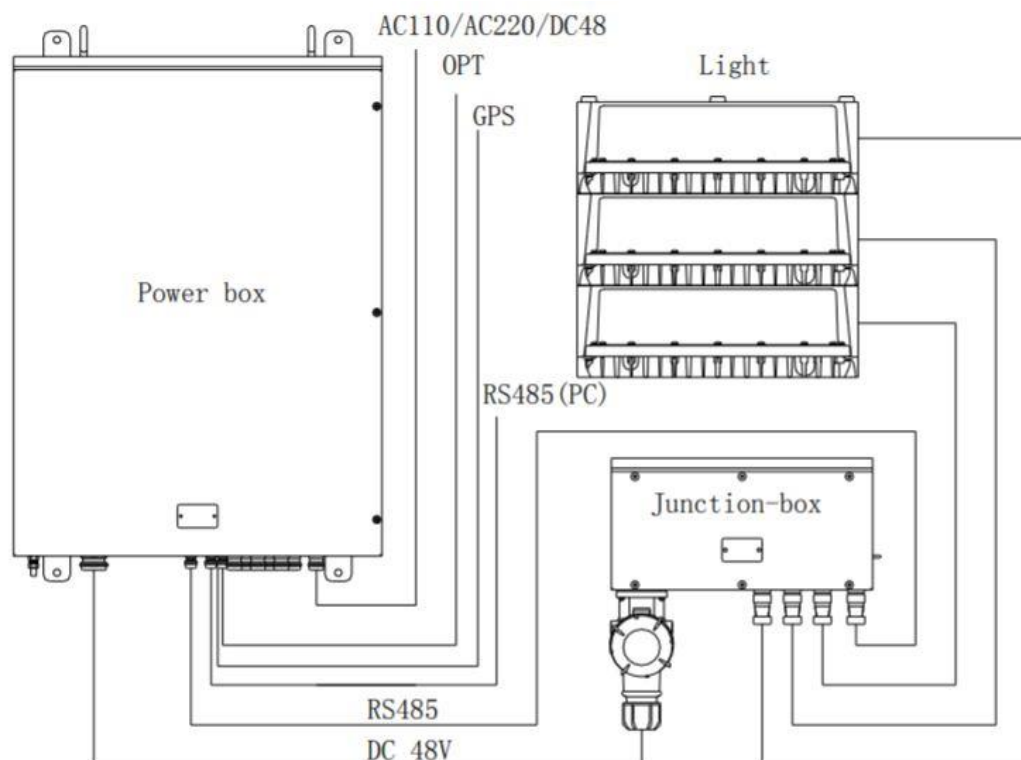 AC110/AC220/DC48
OPT
Light
GPS
Power box
RS485(PC)
Junction-box
RS485
DC 48V